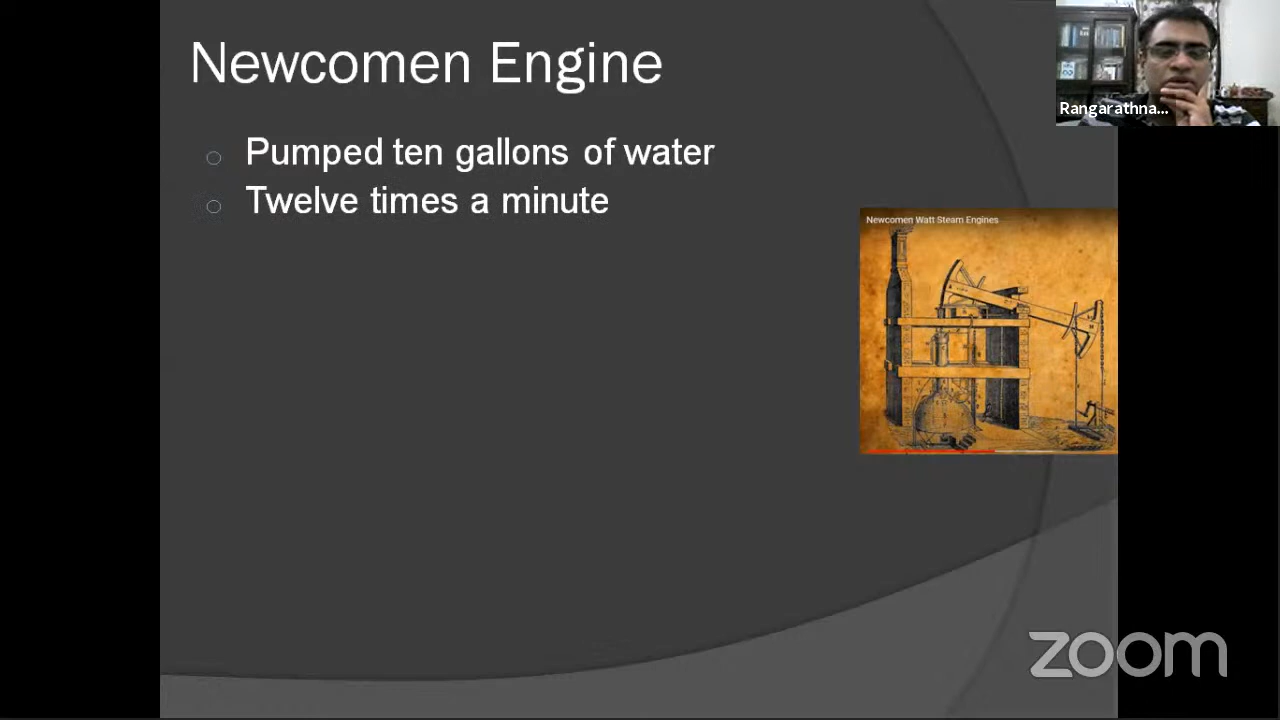 Newcomen Engine
Pumped ten gallons of water
Twelve times a minute
Newcomen Watt Steam Engines
Rangarathna...
zoom